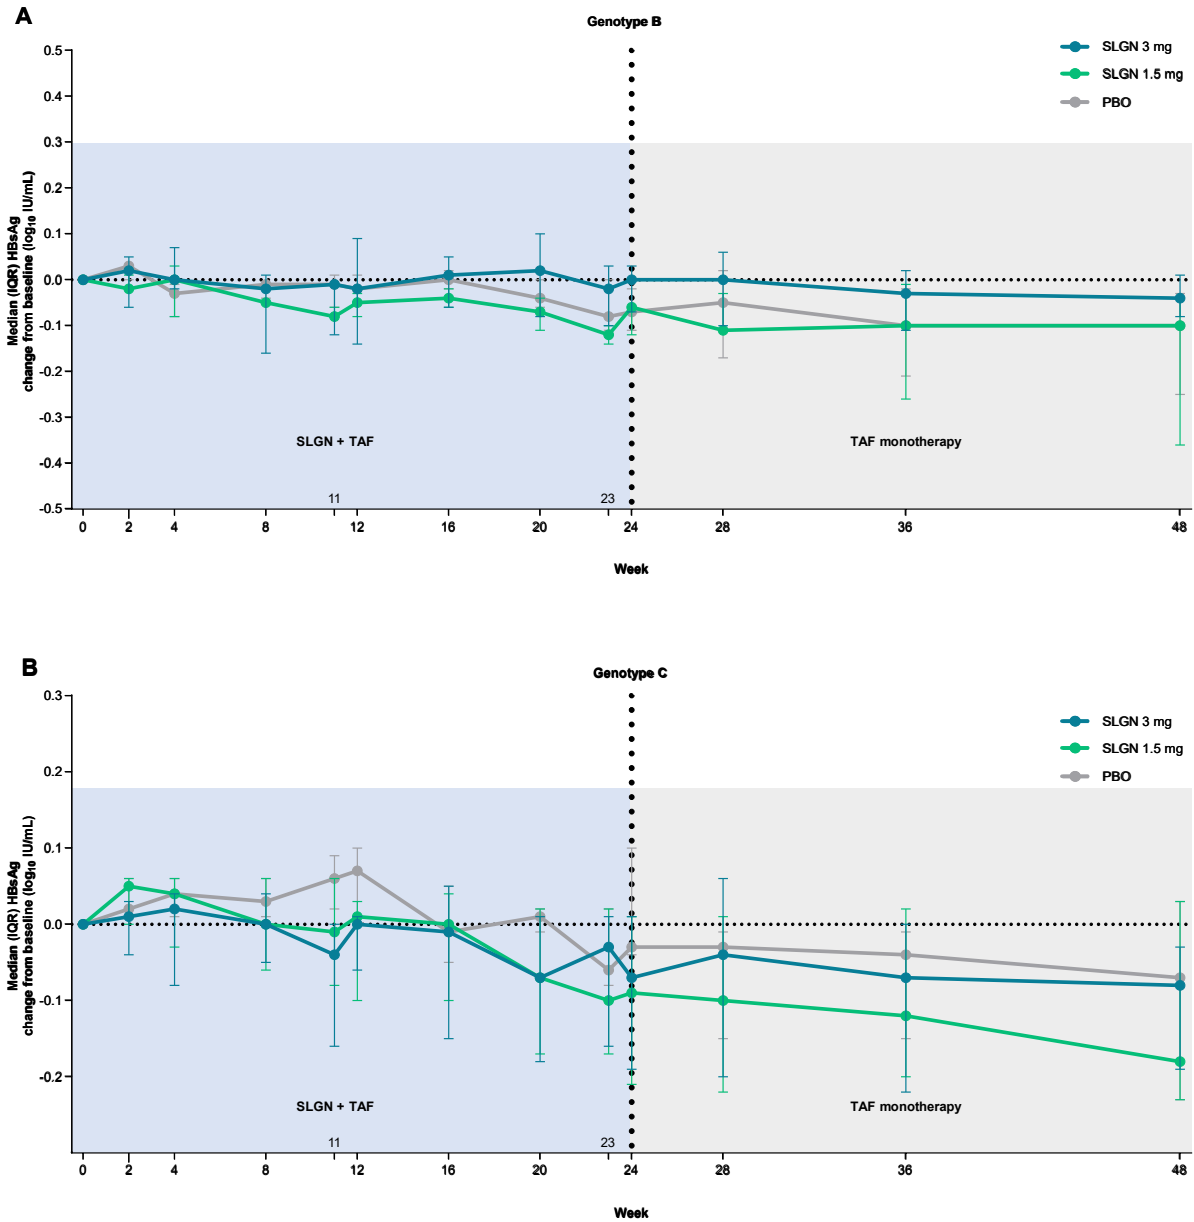 A
Genotype B
SLGN 3 mg
SLGN 1.5 mg
PBO
Median (IQR) HBsAg
change from baseline (log₁₀ IU/mL)
0.5
0.4
0.3
0.2
0.1
0.0
-0.1
-0.2
-0.3
-0.4
-0.5
SLGN + TAF
TAF monotherapy
11
23
0 2 4 8 12 16 20 24 28 36 48
Week
B
Genotype C
SLGN 3 mg
SLGN 1.5 mg
PBO
Median (IQR) HBsAg
change from baseline (log₁₀ IU/mL)
0.3
0.2
0.1
0.0
-0.1
-0.2
SLGN + TAF
TAF monotherapy
11
23
0 2 4 8 12 16 20 24 28 36 48
Week